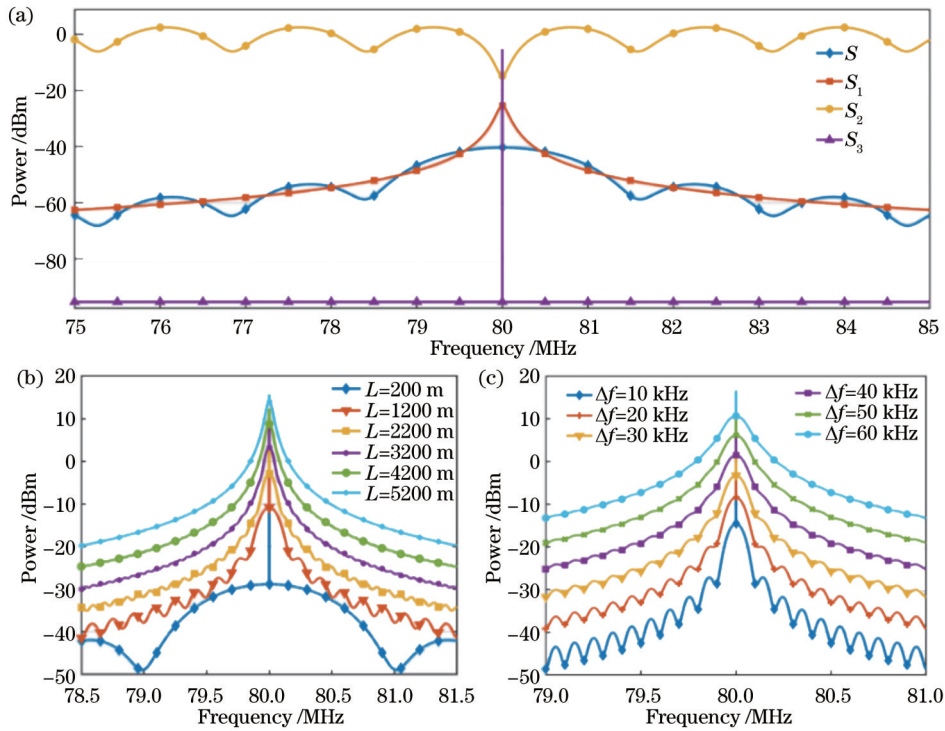 (a)
0
−20
−40
−60
−80
Power /dBm
S
S1
S2
S3
75 76 77 78 79 80 81 82 83 84 85
Frequency /MHz
(b)
20
10
0
−10
−20
−30
−40
−50
Power /dBm
L=200 m
L=1200 m
L=2200 m
L=3200 m
L=4200 m
L=5200 m
78.5 79.0 79.5 80.0 80.5 81.0 81.5
Frequency /MHz
(c)
20
10
0
−10
−20
−30
−40
−50
Power /dBm
Δf=10 kHz Δf=40 kHz
Δf=20 kHz Δf=50 kHz
Δf=30 kHz Δf=60 kHz
79.0 79.5 80.0 80.5 81.0
Frequency /MHz